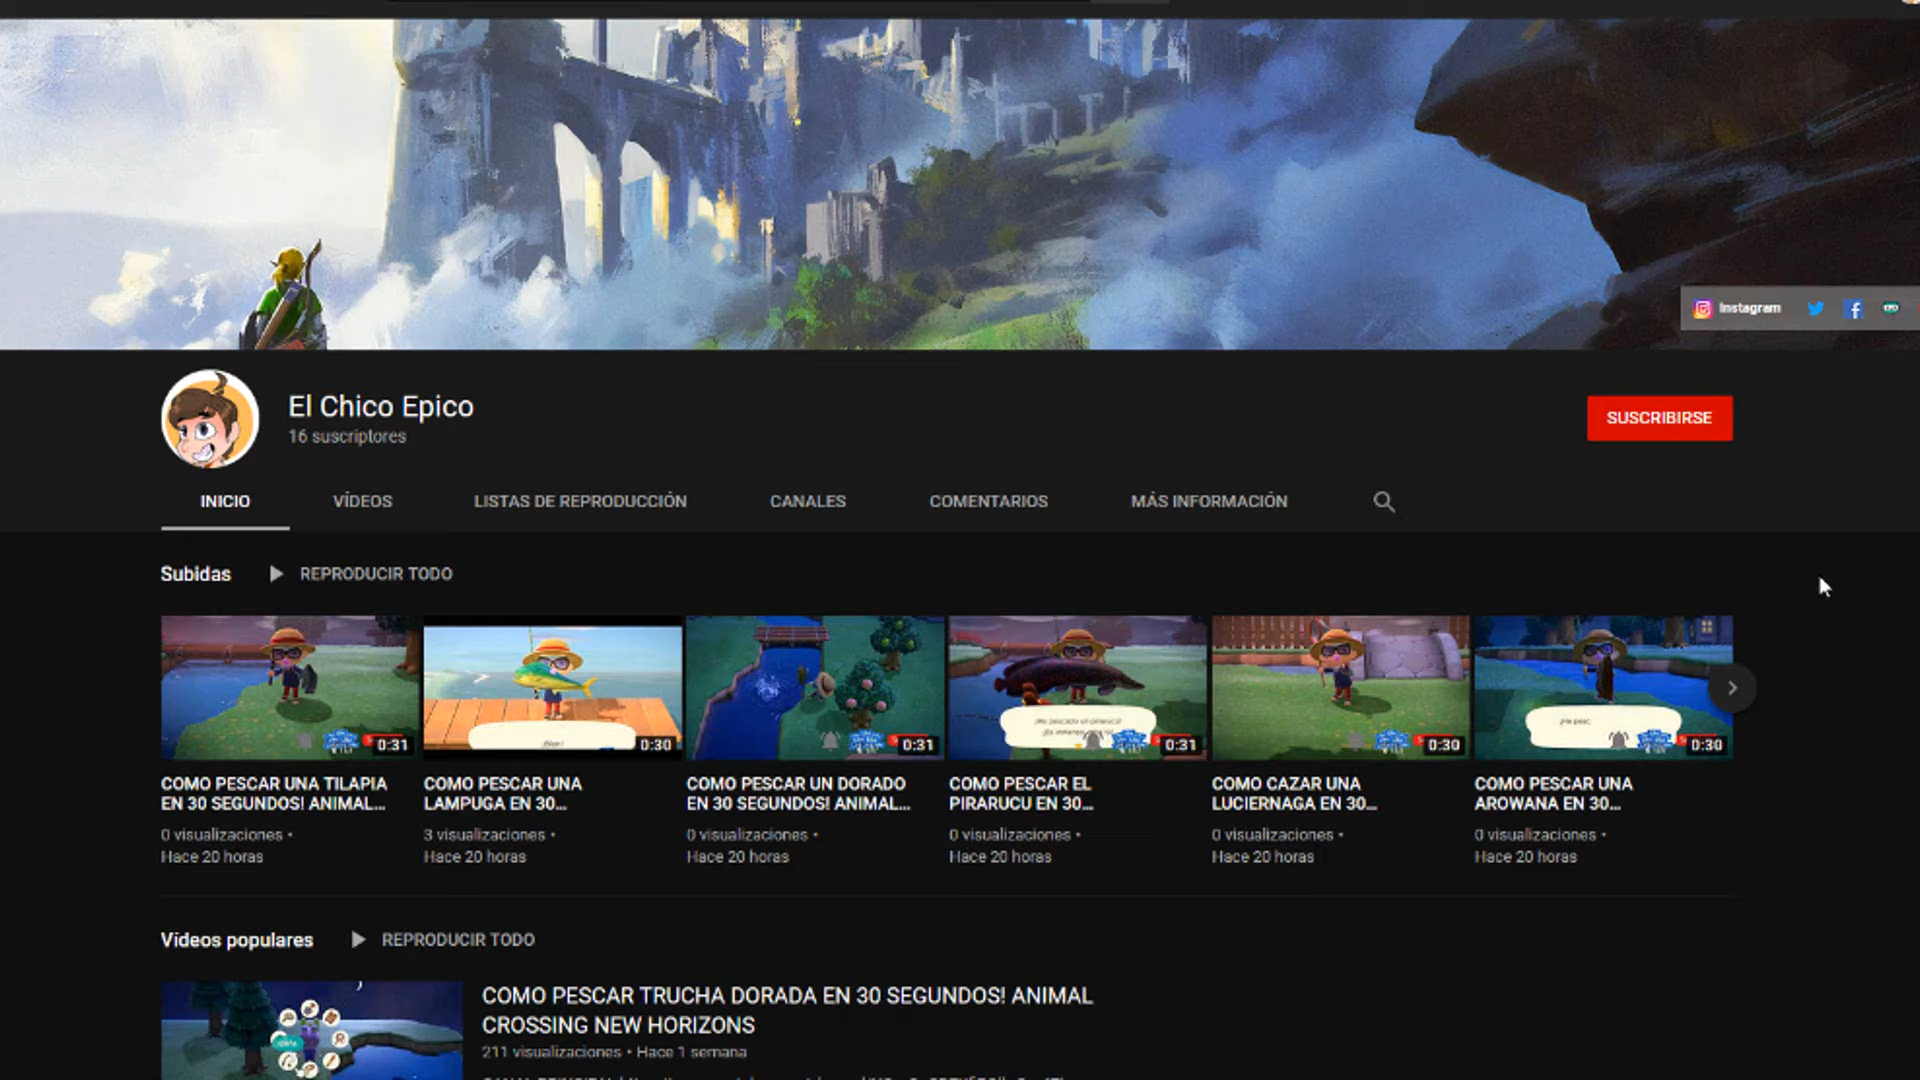 Instagram
El Chico Epico
16 suscriptores
SUSCRIBIRSE
INICIO VÍDEOS LISTAS DE REPRODUCCIÓN CANALES COMENTARIOS MÁS INFORMACIÓN
Subidas REPRODUCIR TODO
0:31 0:30 0:31 0:31 0:30 0:30
COMO PESCAR UNA TILAPIA
EN 30 SEGUNDOS! ANIMAL...
0 visualizaciones •
Hace 20 horas
COMO PESCAR UNA
LAMPUGA EN 30...
3 visualizaciones •
Hace 20 horas
COMO PESCAR UN DORADO
EN 30 SEGUNDOS! ANIMAL...
0 visualizaciones •
Hace 20 horas
COMO PESCAR EL
PIRARUCU EN 30...
0 visualizaciones •
Hace 20 horas
COMO CAZAR UNA
LUCIERNAGA EN 30...
0 visualizaciones •
Hace 20 horas
COMO PESCAR UNA
AROWANA EN 30...
0 visualizaciones •
Hace 20 horas
Vídeos populares REPRODUCIR TODO
COMO PESCAR TRUCHA DORADA EN 30 SEGUNDOS! ANIMAL
CROSSING NEW HORIZONS
211 visualizaciones • Hace 1 semana